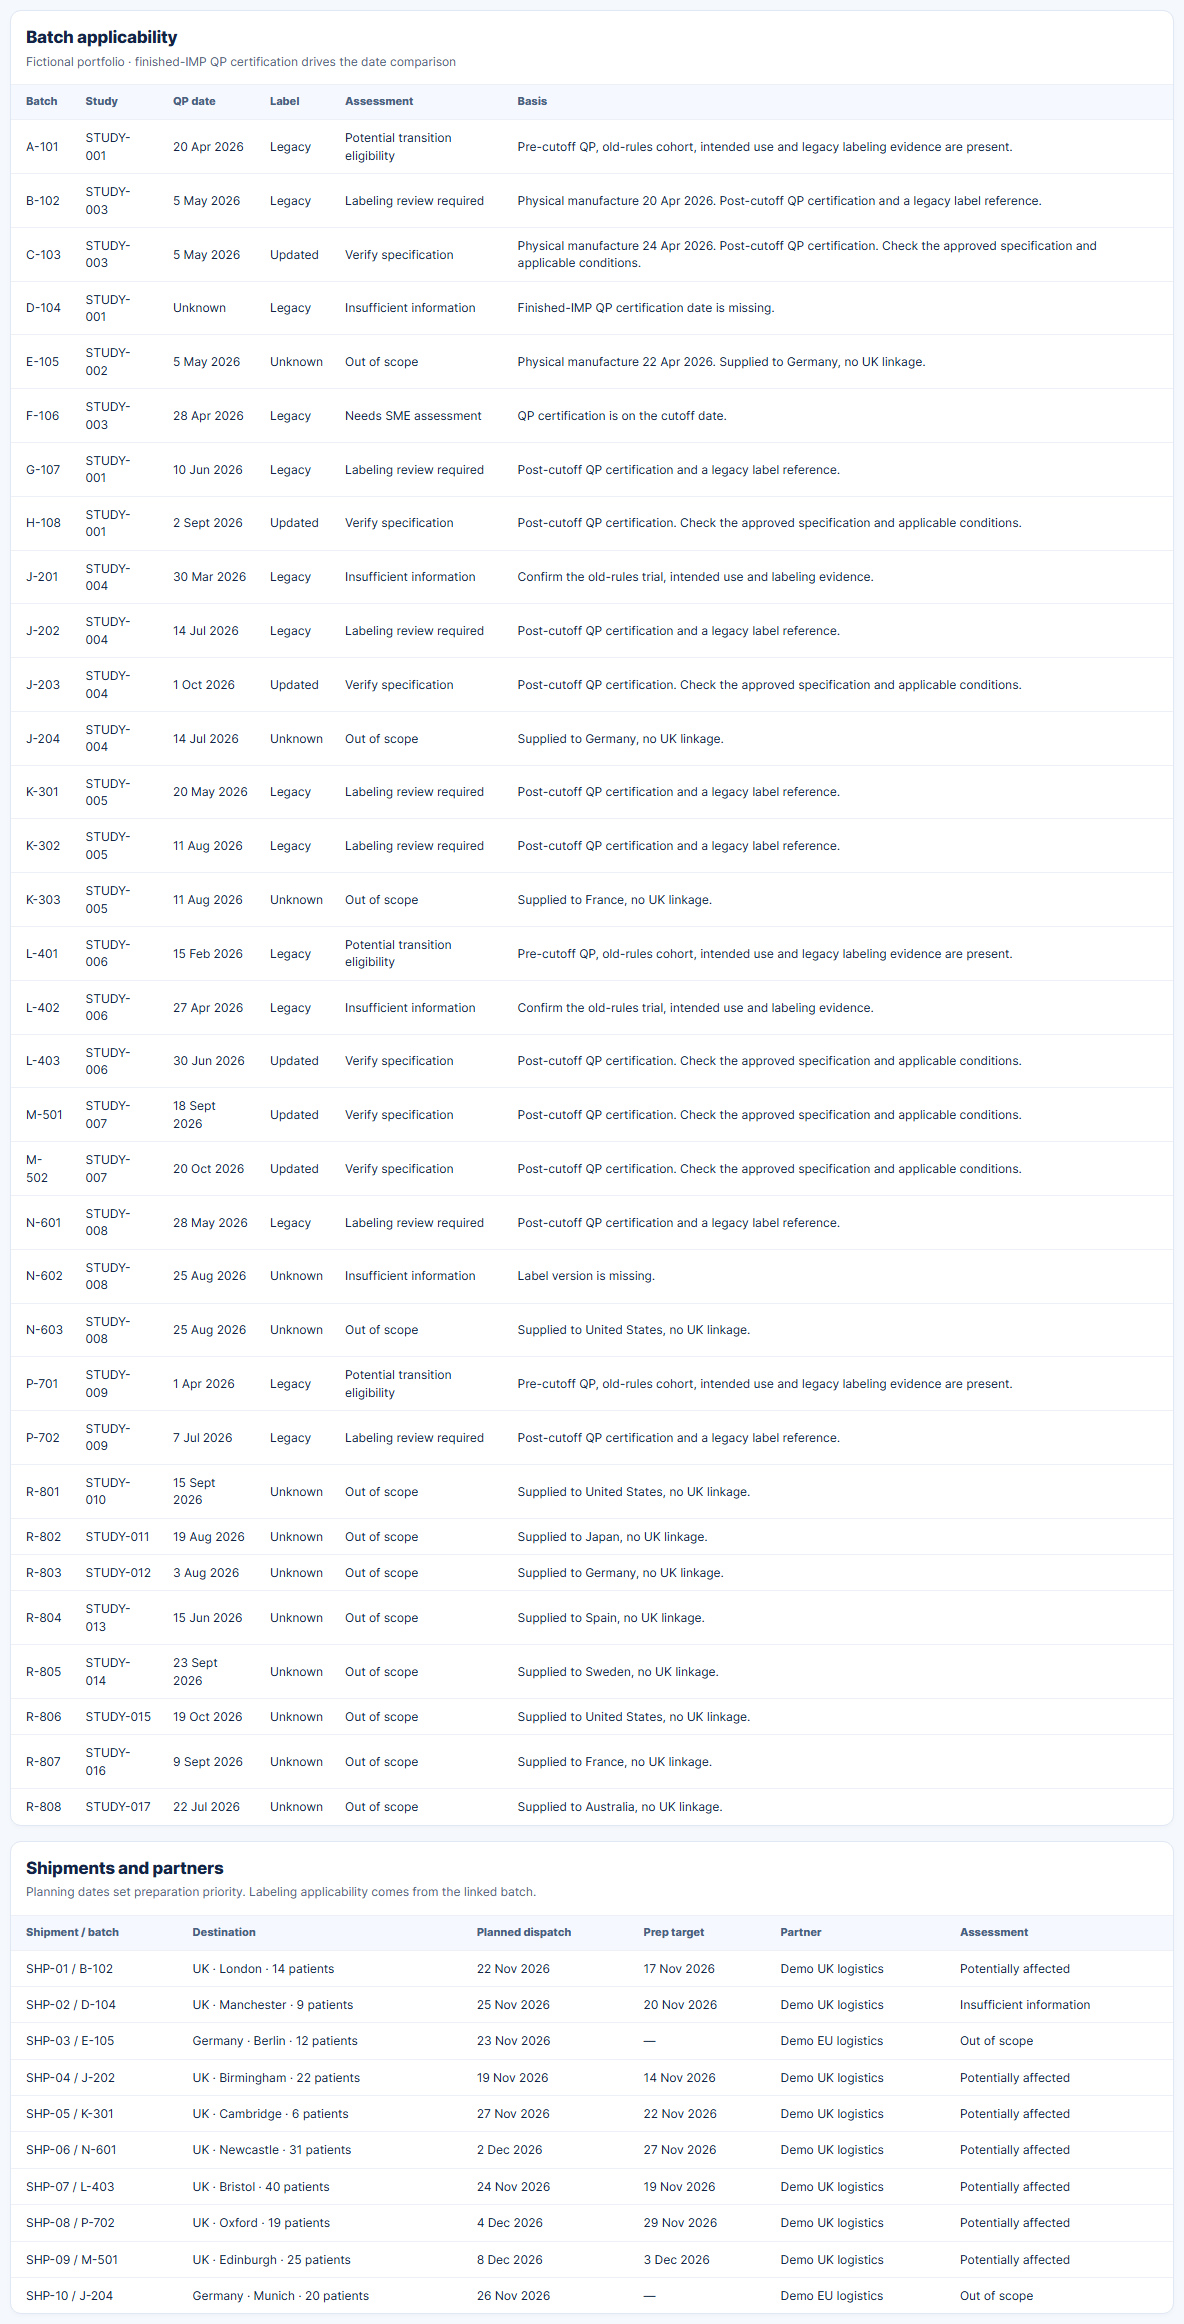 Batch applicability
Fictional portfolio · finished-IMP QP certification drives the date comparison
Batch Study QP date Label Assessment Basis
A-101 STUDY-001 20 Apr 2026 Legacy Potential transition eligibility Pre-cutoff QP, old-rules cohort, intended use and legacy labeling evidence are present.
B-102 STUDY-003 5 May 2026 Legacy Labeling review required Physical manufacture 20 Apr 2026. Post-cutoff QP certification and a legacy label reference.
C-103 STUDY-003 5 May 2026 Updated Verify specification Physical manufacture 24 Apr 2026. Post-cutoff QP certification. Check the approved specification and applicable conditions.
D-104 STUDY-001 Unknown Legacy Insufficient information Finished-IMP QP certification date is missing.
E-105 STUDY-002 5 May 2026 Unknown Out of scope Physical manufacture 22 Apr 2026. Supplied to Germany, no UK linkage.
F-106 STUDY-003 28 Apr 2026 Legacy Needs SME assessment QP certification is on the cutoff date.
G-107 STUDY-001 10 Jun 2026 Legacy Labeling review required Post-cutoff QP certification and a legacy label reference.
H-108 STUDY-001 2 Sept 2026 Updated Verify specification Post-cutoff QP certification. Check the approved specification and applicable conditions.
J-201 STUDY-004 30 Mar 2026 Legacy Insufficient information Confirm the old-rules trial, intended use and labeling evidence.
J-202 STUDY-004 14 Jul 2026 Legacy Labeling review required Post-cutoff QP certification and a legacy label reference.
J-203 STUDY-004 1 Oct 2026 Updated Verify specification Post-cutoff QP certification. Check the approved specification and applicable conditions.
J-204 STUDY-004 14 Jul 2026 Unknown Out of scope Supplied to Germany, no UK linkage.
K-301 STUDY-005 20 May 2026 Legacy Labeling review required Post-cutoff QP certification and a legacy label reference.
K-302 STUDY-005 11 Aug 2026 Legacy Labeling review required Post-cutoff QP certification and a legacy label reference.
K-303 STUDY-005 11 Aug 2026 Unknown Out of scope Supplied to France, no UK linkage.
L-401 STUDY-006 15 Feb 2026 Legacy Potential transition eligibility Pre-cutoff QP, old-rules cohort, intended use and legacy labeling evidence are present.
L-402 STUDY-006 27 Apr 2026 Legacy Insufficient information Confirm the old-rules trial, intended use and labeling evidence.
L-403 STUDY-006 30 Jun 2026 Updated Verify specification Post-cutoff QP certification. Check the approved specification and applicable conditions.
M-501 STUDY-007 18 Sept 2026 Updated Verify specification Post-cutoff QP certification. Check the approved specification and applicable conditions.
M-502 STUDY-007 20 Oct 2026 Updated Verify specification Post-cutoff QP certification. Check the approved specification and applicable conditions.
N-601 STUDY-008 28 May 2026 Legacy Labeling review required Post-cutoff QP certification and a legacy label reference.
N-602 STUDY-008 25 Aug 2026 Unknown Insufficient information Label version is missing.
N-603 STUDY-008 25 Aug 2026 Unknown Out of scope Supplied to United States, no UK linkage.
P-701 STUDY-009 1 Apr 2026 Legacy Potential transition eligibility Pre-cutoff QP, old-rules cohort, intended use and legacy labeling evidence are present.
P-702 STUDY-009 7 Jul 2026 Legacy Labeling review required Post-cutoff QP certification and a legacy label reference.
R-801 STUDY-010 15 Sept 2026 Unknown Out of scope Supplied to United States, no UK linkage.
R-802 STUDY-011 19 Aug 2026 Unknown Out of scope Supplied to Japan, no UK linkage.
R-803 STUDY-012 3 Aug 2026 Unknown Out of scope Supplied to Germany, no UK linkage.
R-804 STUDY-013 15 Jun 2026 Unknown Out of scope Supplied to Spain, no UK linkage.
R-805 STUDY-014 23 Sept 2026 Unknown Out of scope Supplied to Sweden, no UK linkage.
R-806 STUDY-015 19 Oct 2026 Unknown Out of scope Supplied to United States, no UK linkage.
R-807 STUDY-016 9 Sept 2026 Unknown Out of scope Supplied to France, no UK linkage.
R-808 STUDY-017 22 Jul 2026 Unknown Out of scope Supplied to Australia, no UK linkage.
Shipments and partners
Planning dates set preparation priority. Labeling applicability comes from the linked batch.
Shipment / batch Destination Planned dispatch Prep target Partner Assessment
SHP-01 / B-102 UK · London · 14 patients 22 Nov 2026 17 Nov 2026 Demo UK logistics Potentially affected
SHP-02 / D-104 UK · Manchester · 9 patients 25 Nov 2026 20 Nov 2026 Demo UK logistics Insufficient information
SHP-03 / E-105 Germany · Berlin · 12 patients 23 Nov 2026 — Demo EU logistics Out of scope
SHP-04 / J-202 UK · Birmingham · 22 patients 19 Nov 2026 14 Nov 2026 Demo UK logistics Potentially affected
SHP-05 / K-301 UK · Cambridge · 6 patients 27 Nov 2026 22 Nov 2026 Demo UK logistics Potentially affected
SHP-06 / N-601 UK · Newcastle · 31 patients 2 Dec 2026 27 Nov 2026 Demo UK logistics Potentially affected
SHP-07 / L-403 UK · Bristol · 40 patients 24 Nov 2026 19 Nov 2026 Demo UK logistics Potentially affected
SHP-08 / P-702 UK · Oxford · 19 patients 4 Dec 2026 29 Nov 2026 Demo UK logistics Potentially affected
SHP-09 / M-501 UK · Edinburgh · 25 patients 8 Dec 2026 3 Dec 2026 Demo UK logistics Potentially affected
SHP-10 / J-204 Germany · Munich · 20 patients 26 Nov 2026 — Demo EU logistics Out of scope